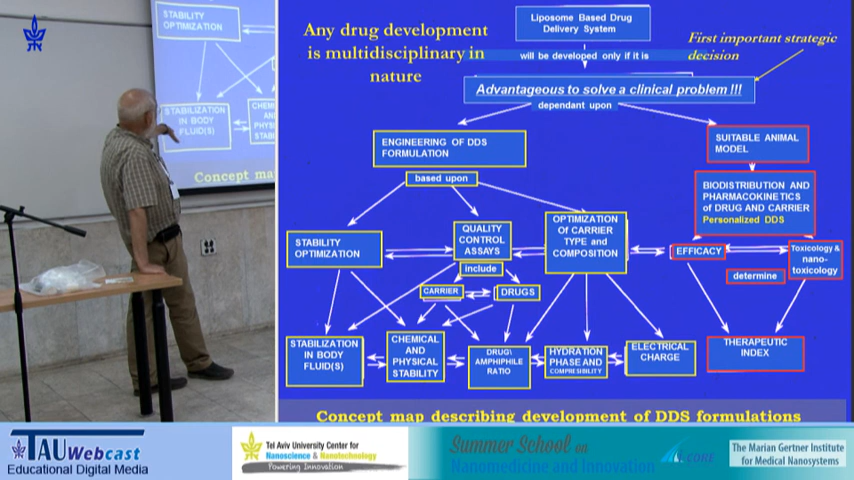 STABILITY
OPTIMIZATION
STABILIZATION
IN BODY
FLUID(S)
CHEMI
AND
PHYSI
STABI
Concept ma
Any drug development
is multidisciplinary in
nature
Liposome Based Drug
Delivery System
will be developed only if it is
First important strategic
decision
Advantageous to solve a clinical problem !!!
dependant upon
ENGINEERING OF DDS
FORMULATION
SUITABLE ANIMAL
MODEL
based upon
BIODISTRIBUTION AND
PHARMACOKINETICS
of DRUG AND CARRIER
Personalized DDS
STABILITY
OPTIMIZATION
QUALITY
CONTROL
ASSAYS
OPTIMIZATION
OF CARRIER
TYPE and
COMPOSITION
EFFICACY
Toxicology &
nano-
toxicology
include
determine
CARRIER
DRUGS
STABILIZATION
IN BODY
FLUID(S)
CHEMICAL
AND
PHYSICAL
STABILITY
DRUG\
AMPHIPHILE
RATIO
HYDRATION
PHASE AND
COMPRESIBILITY
ELECTRICAL
CHARGE
THERAPEUTIC
INDEX
Concept map describing development of DDS formulations
TAU Webcast
Educational Digital Media
Tel Aviv University Center for
Nanoscience & Nanotechnology
Powering Innovation
Summer School on
Nanomedicine and Innovation
The Marian Gertner Institute
for Medical Nanosystems